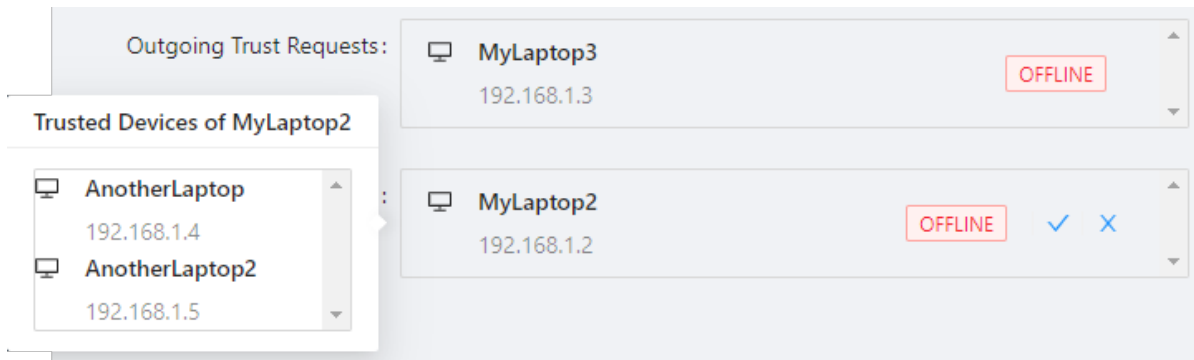 Outgoing Trust Requests:
MyLaptop3
OFFLINE
192.168.1.3
Trusted Devices of MyLaptop2
AnotherLaptop
192.168.1.4
AnotherLaptop2
192.168.1.5
:
MyLaptop2
OFFLINE
192.168.1.2